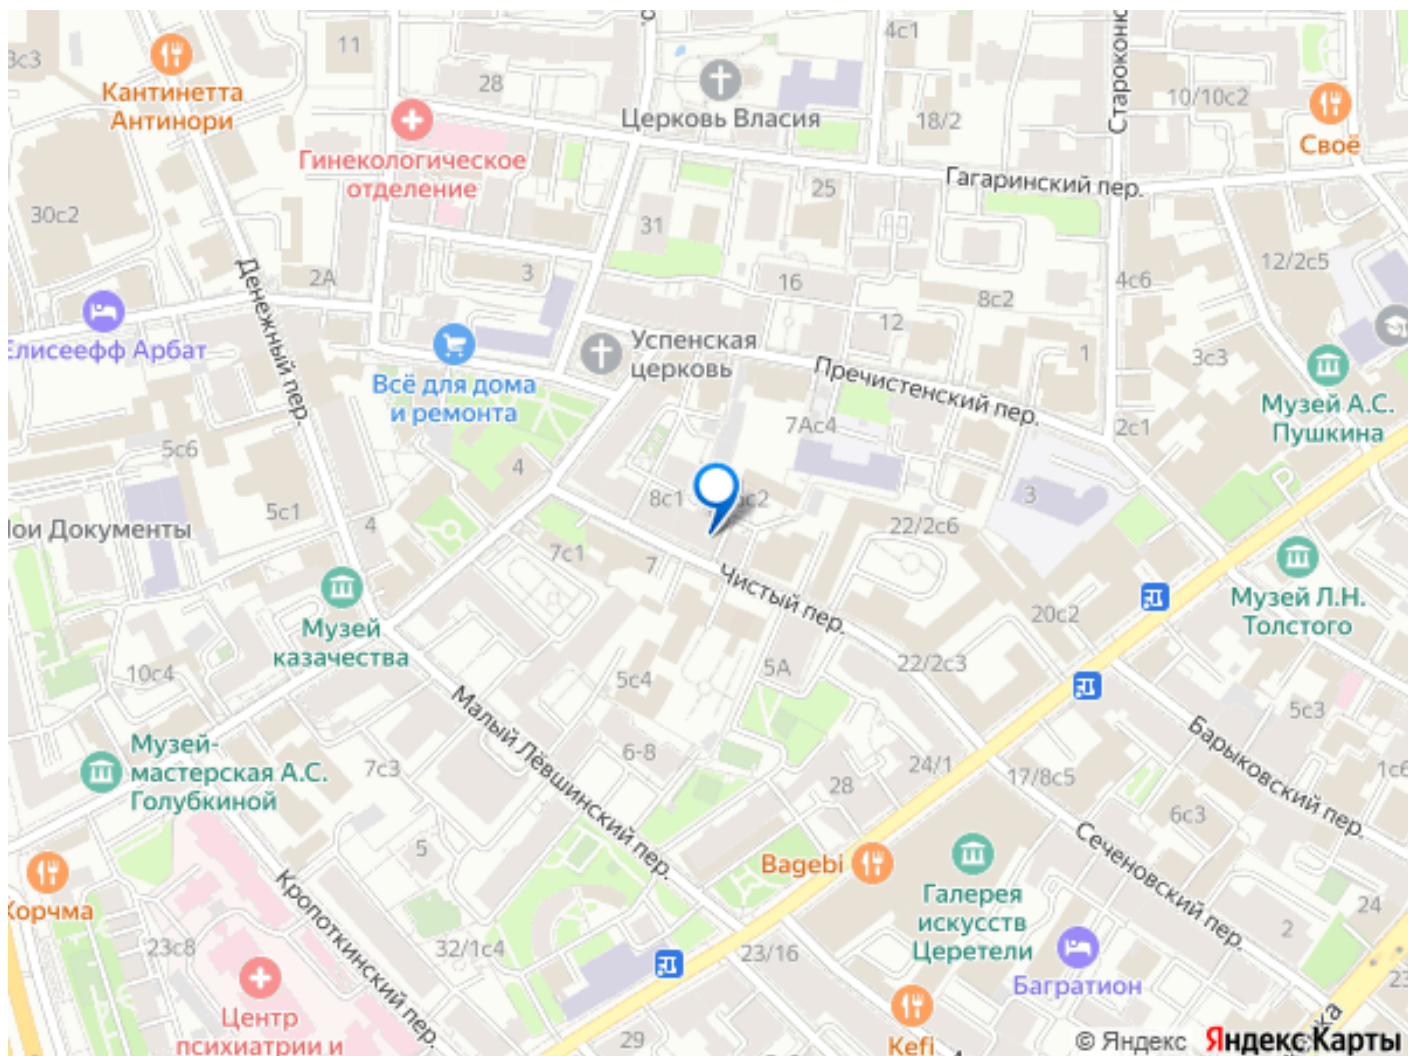 3с3
11
28
4с1
Староконю
10/10с2
Кантинетта
Антинори
Церковь Власия
18/2
Своё
Гинекологическое
отделение
25
Гагаринский пер.
30с2
31
Денежный пер.
2А
3
16
8с2
4с6
12/2с5
Елисеефф Арбат
Успенская
церковь
12
1
3с3
Всё для дома
и ремонта
Пречистенский пер.
Музей А.С.
Пушкина
7Ас4
2с1
5с6
4
5с1
8с1
3
4
22/2с6
Мои Документы
7с1
7
Чистый пер.
Музей
казачества
20с2
Музей Л.Н.
Толстого
10с4
5с4
5А
22/2с3
5с3
Малый Лёвшинский пер.
Барыковский пер.
Музей-
мастерская А.С.
Голубкиной
7с3
6-8
28
24/1
17/8с5
1с6
6с3
Сеченовский пер.
5
Bagebi
Галерея
искусств
Церетели
Корчма
Кропоткинский пер.
23с8
32/1с4
23/16
24
2
Багратион
Центр
психиатрии и
29
Kefi
23
© Яндекс
Яндекс Карты